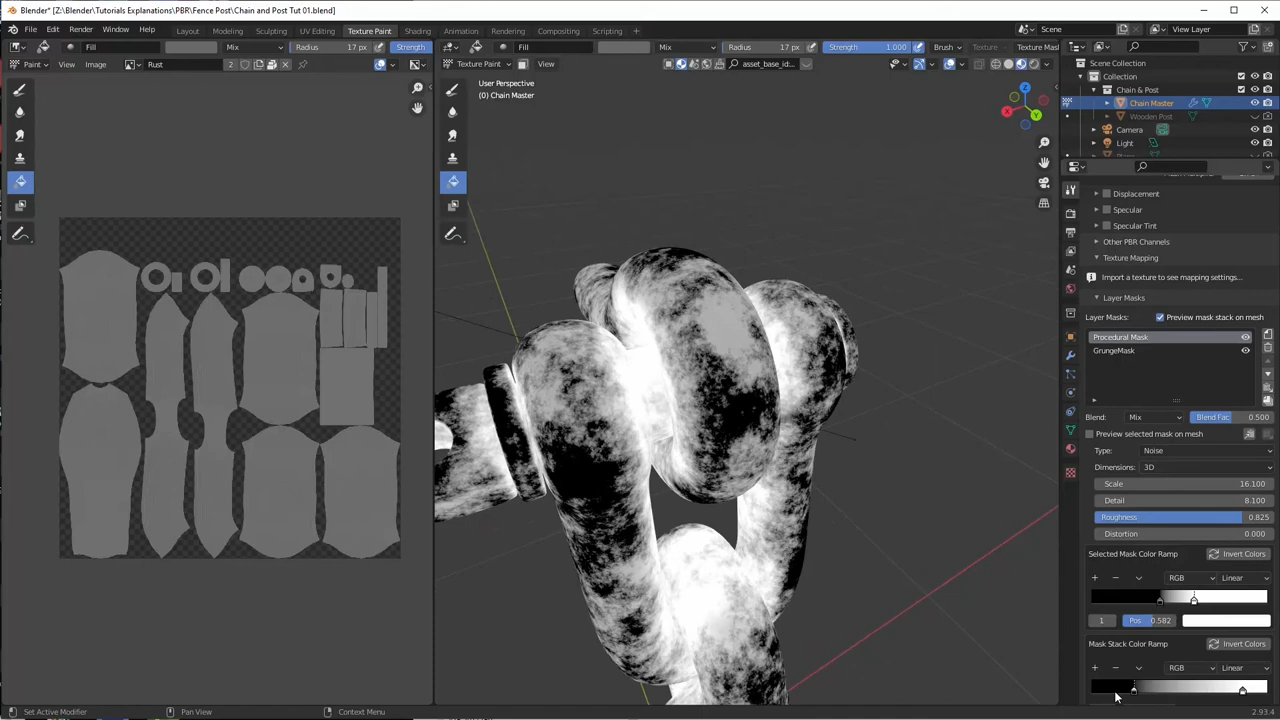 Blender* [Z:\Blender\Tutorials Explanations\PBR\Fence Post\Chain and Post Tut 01.blend]
File Edit Render Window Help Layout Modeling Sculpting UV Editing Texture Paint Shading Animation Rendering Compositing Scripting + Scene View Layer
Fill Mix Radius 17 px Strength Fill Mix Radius 17 px Strength 1.000 Brush Texture Texture Mask
Paint View Image Rust 2 Texture Paint View asset_base_id:...
Scene Collection
Collection
Chain & Post
Chain Master
Wooden Post
Camera
Light
User Perspective
(0) Chain Master
Z
X
Y
Displacement
Specular
Specular Tint
Other PBR Channels
Texture Mapping
Import a texture to see mapping settings...
Layer Masks
Layer Masks: Preview mask stack on mesh
Procedural Mask
GrungeMask
Blend: Mix Blend Fac 0.500
Preview selected mask on mesh
Type: Noise
Dimensions: 3D
Scale 16.100
Detail 8.100
Roughness 0.825
Distortion 0.000
Selected Mask Color Ramp Invert Colors
+ − RGB Linear
1 Pos 0.582
Mask Stack Color Ramp Invert Colors
+ − RGB Linear
Set Active Modifier Pan View Context Menu 2.93.4